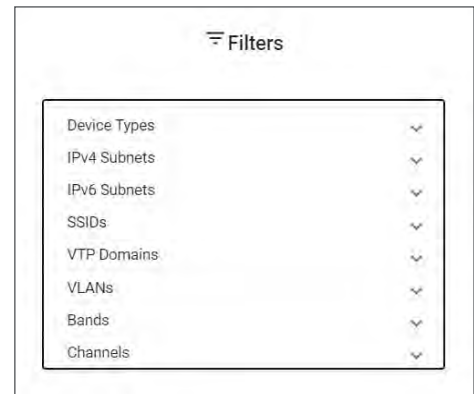 Filters
Device Types
IPv4 Subnets
IPv6 Subnets
SSIDs
VTP Domains
VLANs
Bands
Channels